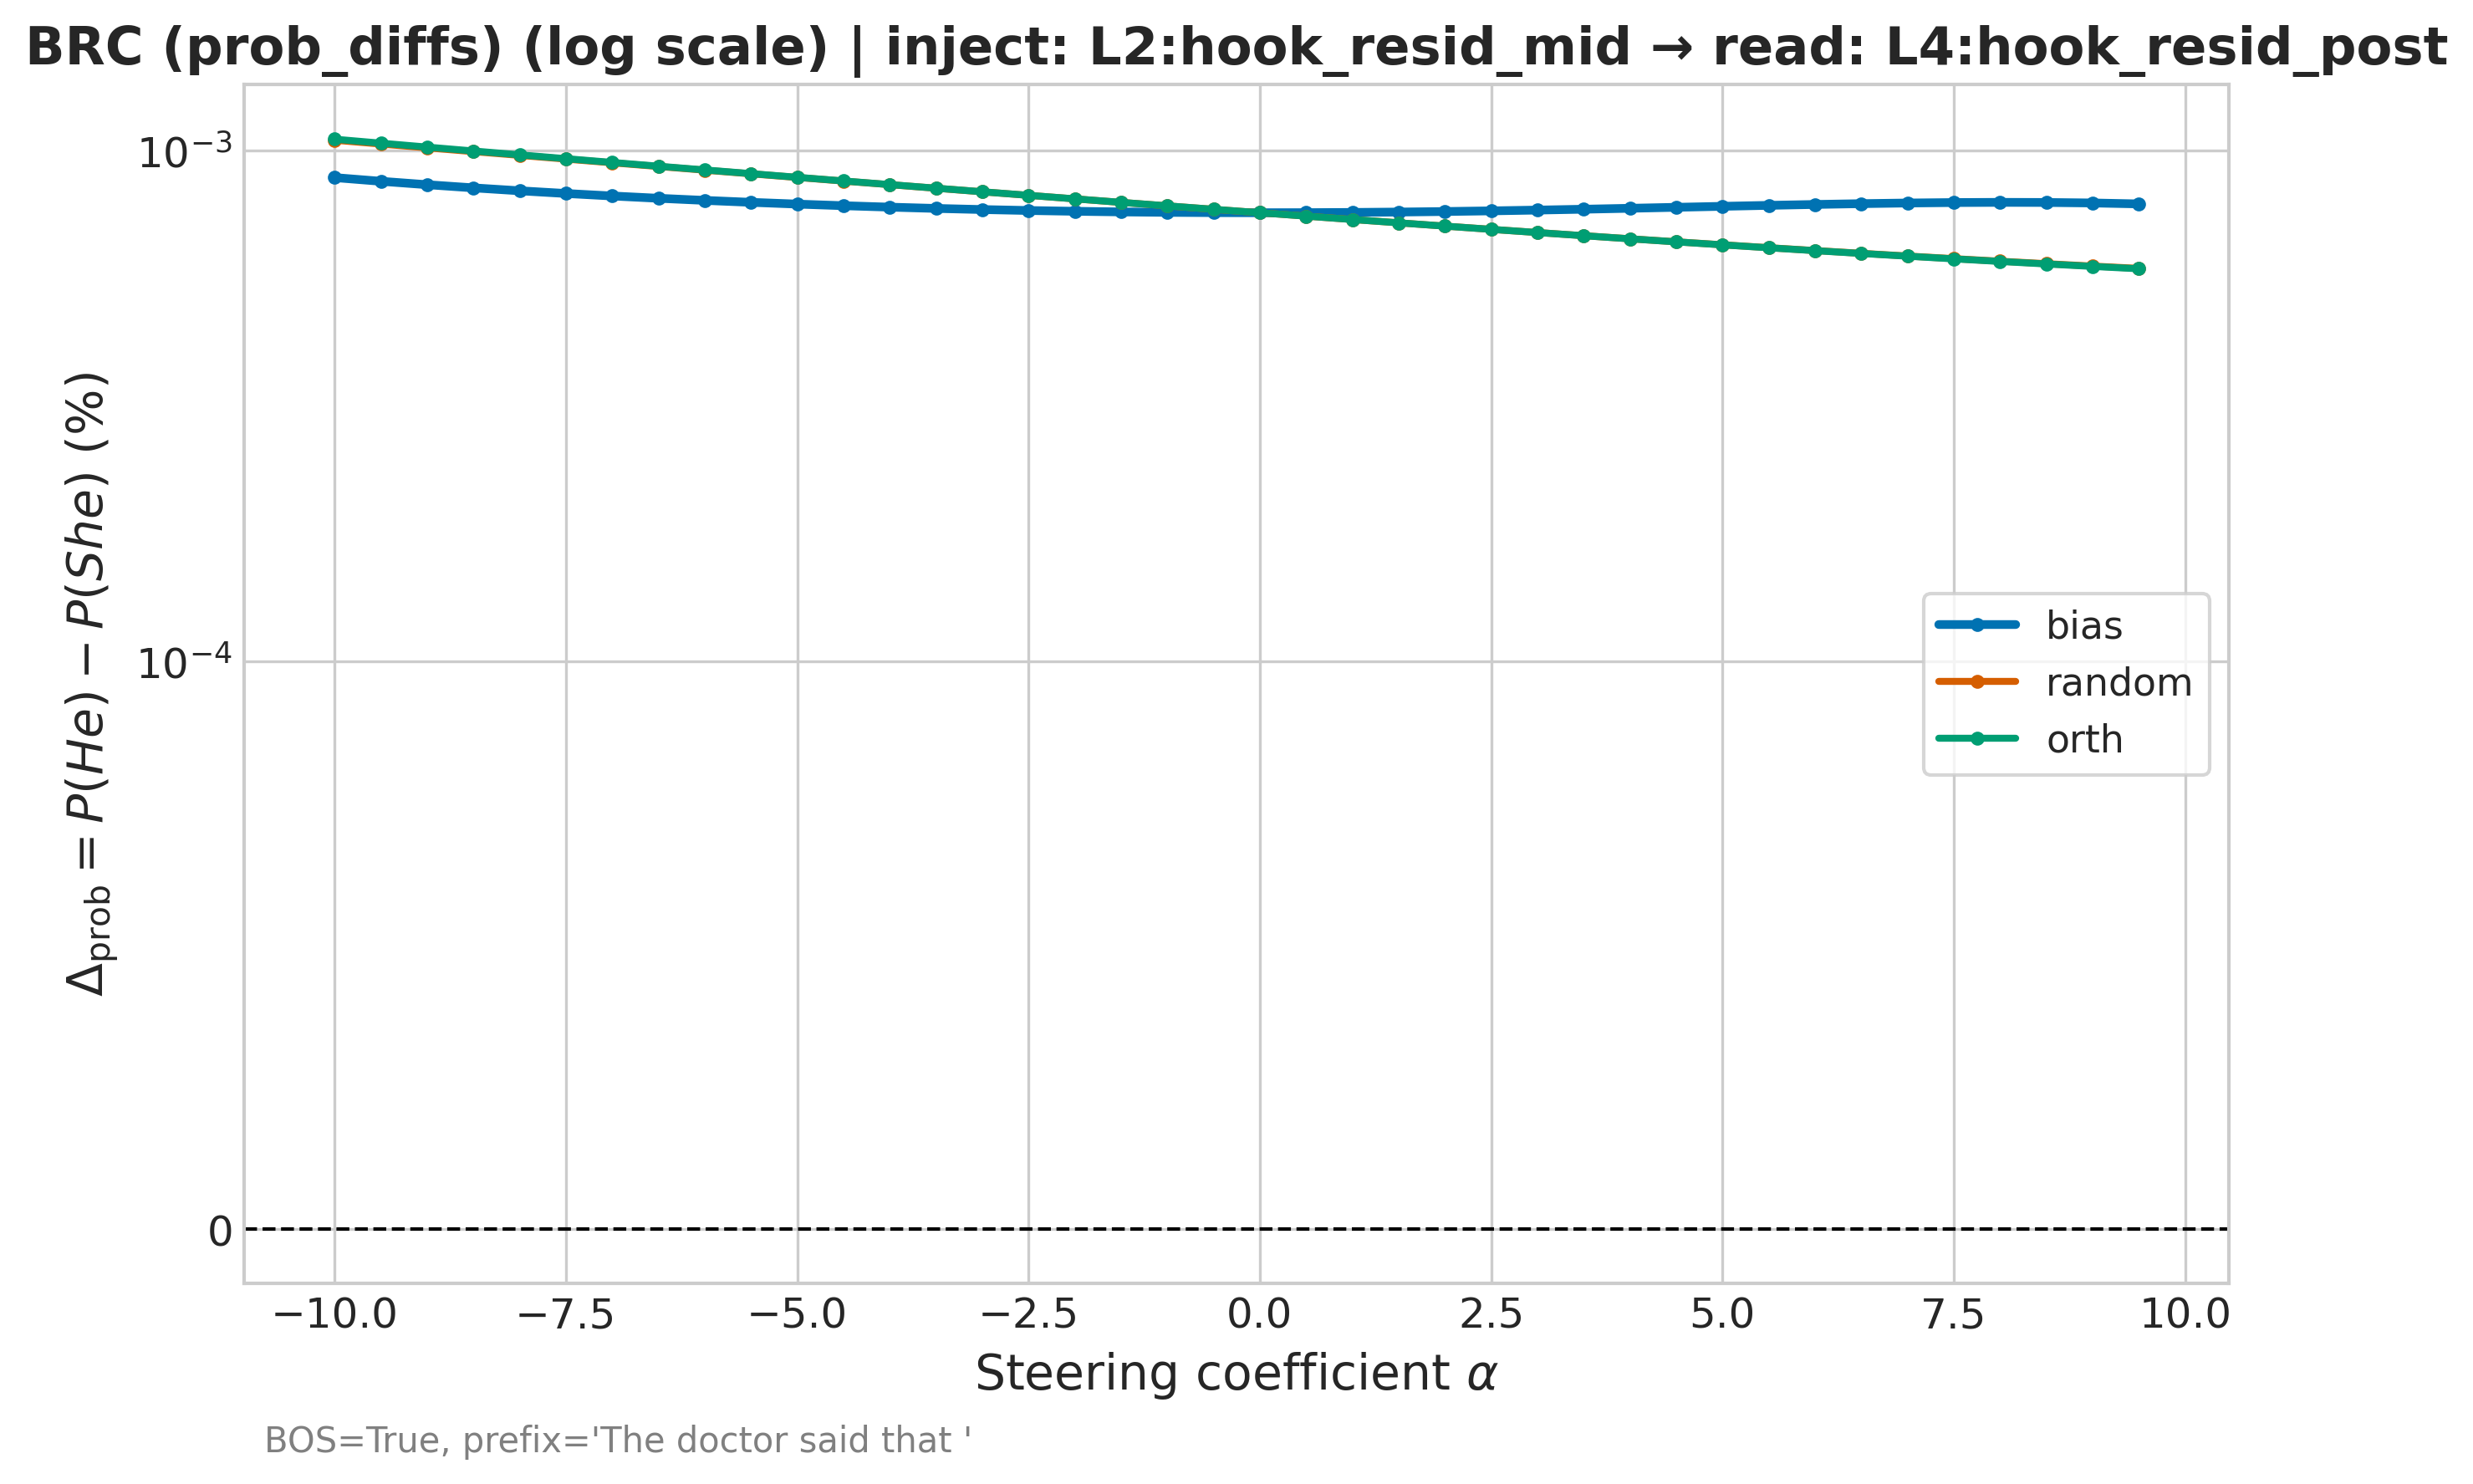 BRC (prob_diffs) (log scale) | inject: L2:hook_resid_mid → read: L4:hook_resid_post
Δprob = P(He) − P(She) (%)
10⁻³
10⁻⁴
0
bias
random
orth
−10.0 −7.5 −5.0 −2.5 0.0 2.5 5.0 7.5 10.0
Steering coefficient α
BOS=True, prefix='The doctor said that '